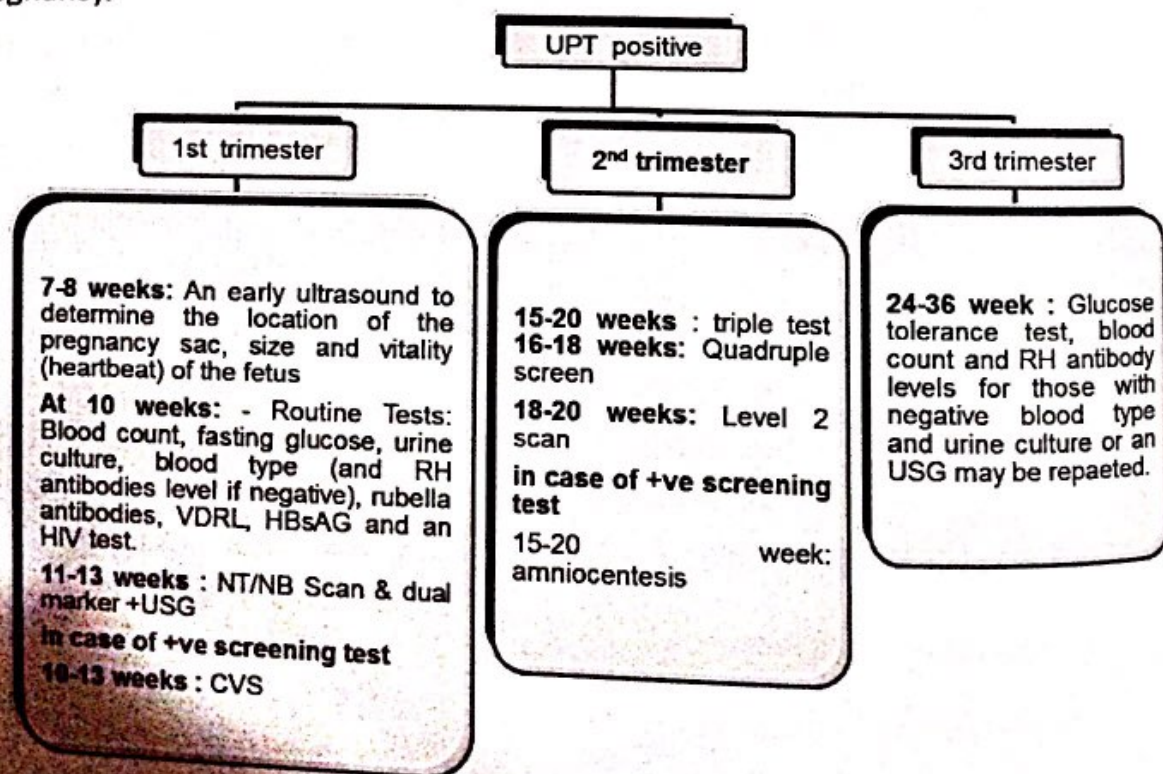 UPT positive
1st trimester
2nd trimester
3rd trimester
7-8 weeks: An early ultrasound to
determine the location of the
pregnancy sac, size and vitality
(heartbeat) of the fetus
At 10 weeks: - Routine Tests:
Blood count, fasting glucose, urine
culture, blood type (and RH
antibodies level if negative), rubella
antibodies, VDRL, HBsAG and an
HIV test.
11-13 weeks : NT/NB Scan & dual
marker +USG
in case of +ve screening test
10-13 weeks : CVS
15-20 weeks : triple test
16-18 weeks: Quadruple
screen
18-20 weeks: Level 2
scan
in case of +ve screening
test
15-20 week:
amniocentesis
24-36 week : Glucose
tolerance test, blood
count and RH antibody
levels for those with
negative blood type
and urine culture or an
USG may be repaeted.